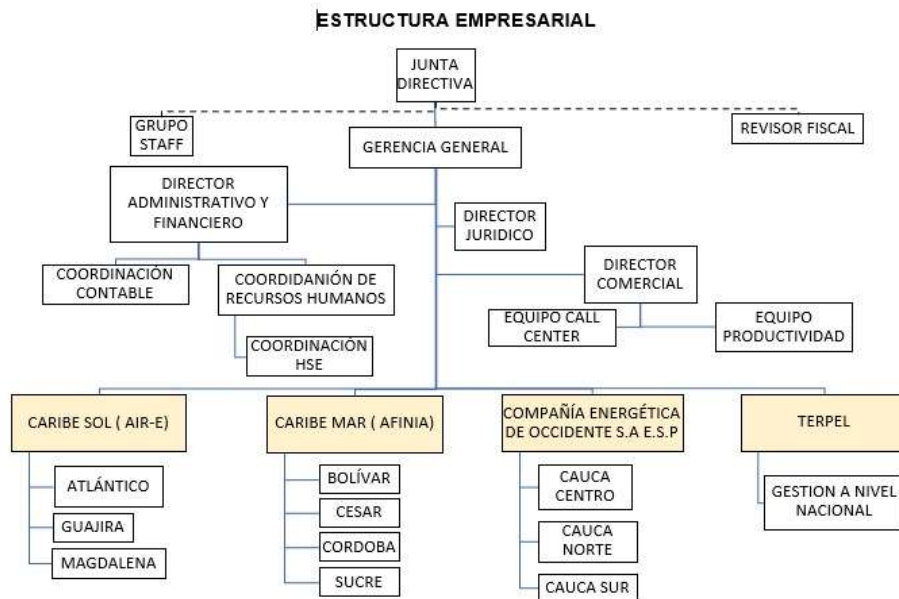 ESTRUCTURA EMPRESARIAL
JUNTA
DIRECTIVA
GRUPO
STAFF
REVISOR FISCAL
GERENCIA GENERAL
DIRECTOR
ADMINISTRATIVO Y
FINANCIERO
DIRECTOR
JURIDICO
COORDINACIÓN
CONTABLE
COORDIDANIÓN DE
RECURSOS HUMANOS
DIRECTOR
COMERCIAL
EQUIPO CALL
CENTER
EQUIPO
PRODUCTIVIDAD
COORDINACIÓN
HSE
CARIBE SOL ( AIR-E)
CARIBE MAR ( AFINIA)
COMPAÑÍA ENERGÉTICA
DE OCCIDENTE S.A E.S.P
TERPEL
ATLÁNTICO
GUAJIRA
MAGDALENA
BOLÍVAR
CESAR
CORDOBA
SUCRE
CAUCA
CENTRO
CAUCA
NORTE
CAUCA SUR
GESTION A NIVEL
NACIONAL